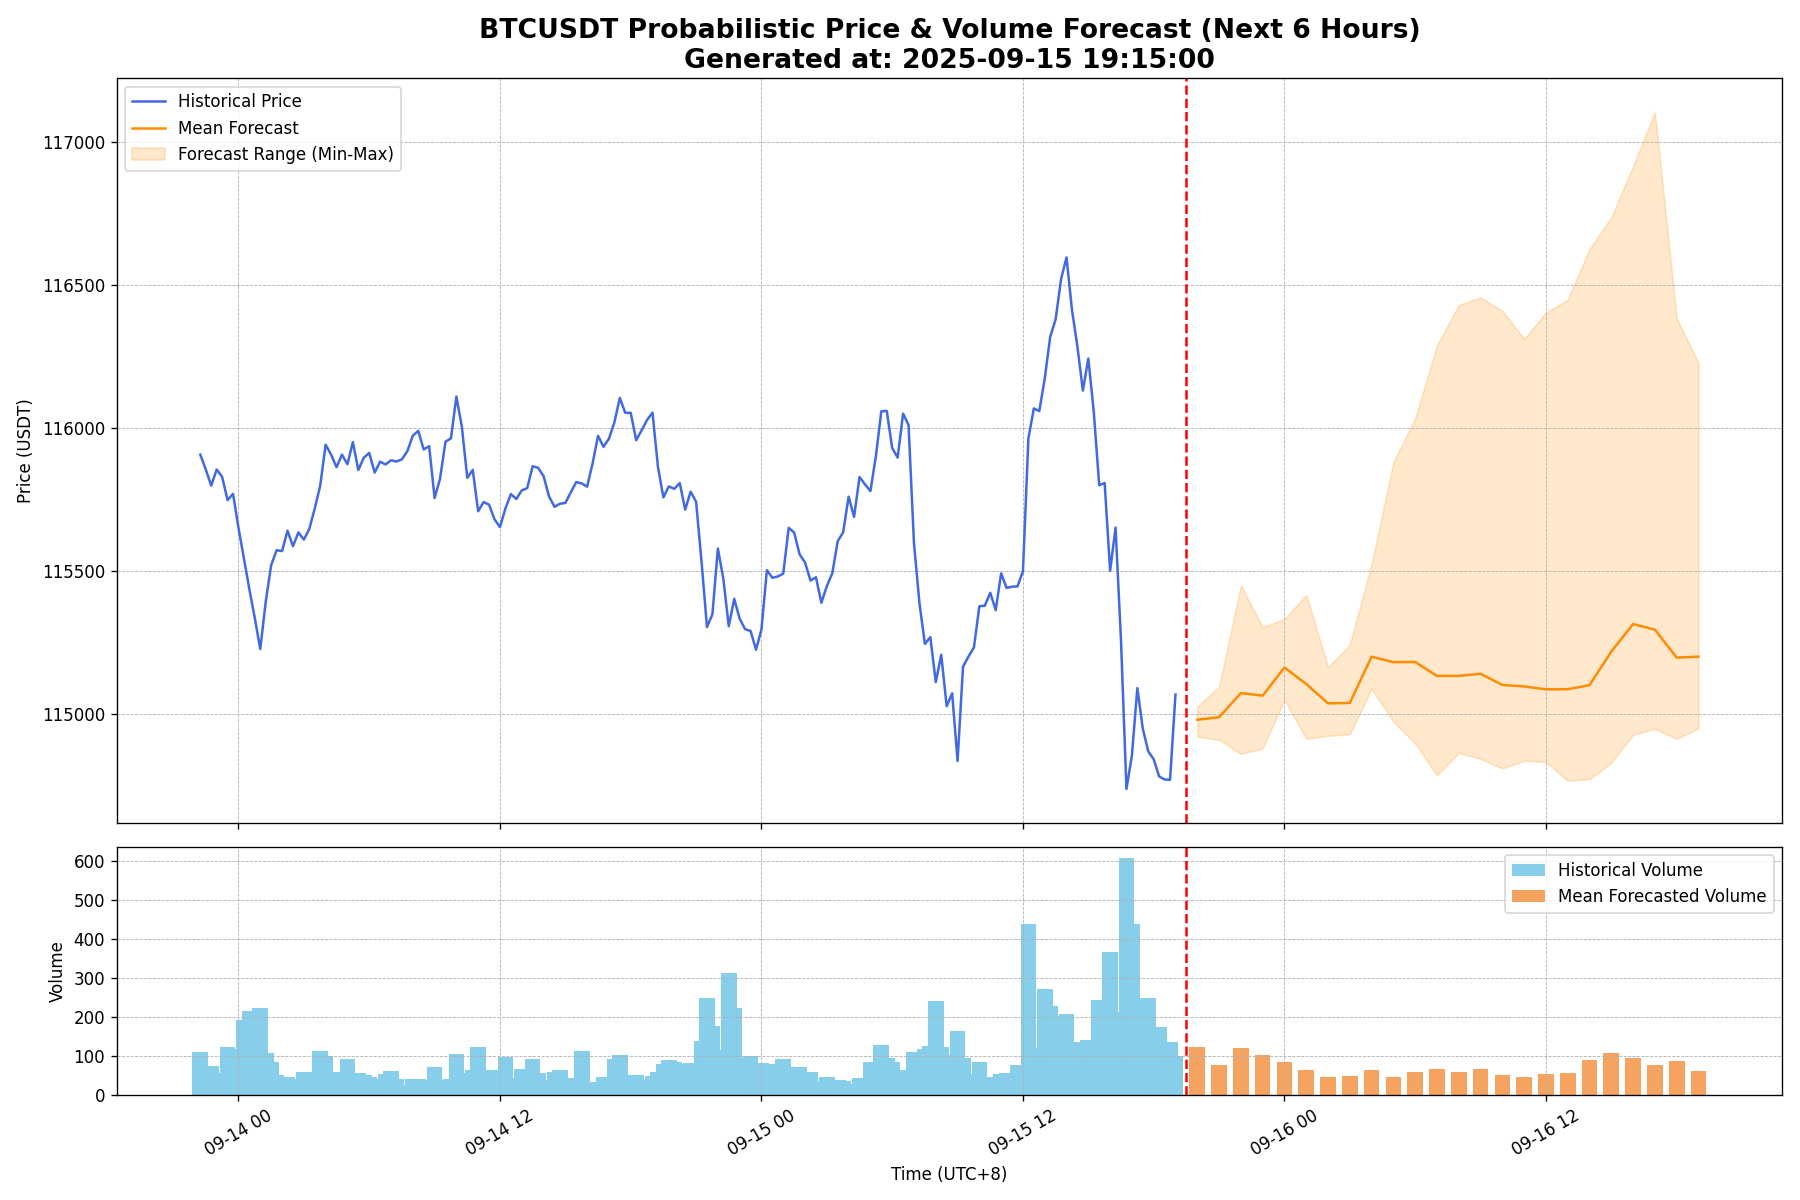 BTCUSDT Probabilistic Price & Volume Forecast (Next 6 Hours)
Generated at: 2025-09-15 19:15:00
Historical Price
Mean Forecast
Forecast Range (Min-Max)
Price (USDT)
117000
116500
116000
115500
115000
Historical Volume
Mean Forecasted Volume
Volume
600
500
400
300
200
100
0
09-14 00
09-14 12
09-15 00
09-15 12
09-16 00
09-16 12
Time (UTC+8)